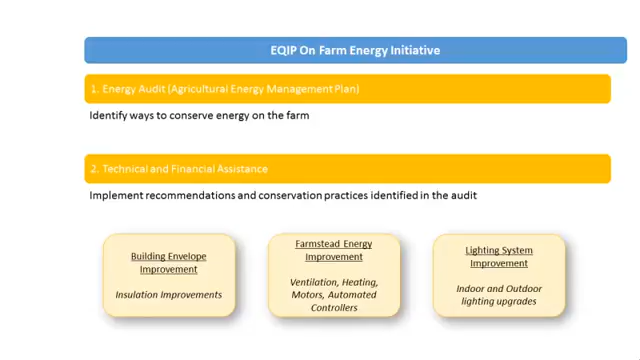 EQIP On Farm Energy Initiative
1. Energy Audit (Agricultural Energy Management Plan)
Identify ways to conserve energy on the farm
2. Technical and Financial Assistance
Implement recommendations and conservation practices identified in the audit
Building Envelope
Improvement
Insulation Improvements
Farmstead Energy
Improvement
Ventilation, Heating,
Motors, Automated
Controllers
Lighting System
Improvement
Indoor and Outdoor
lighting upgrades